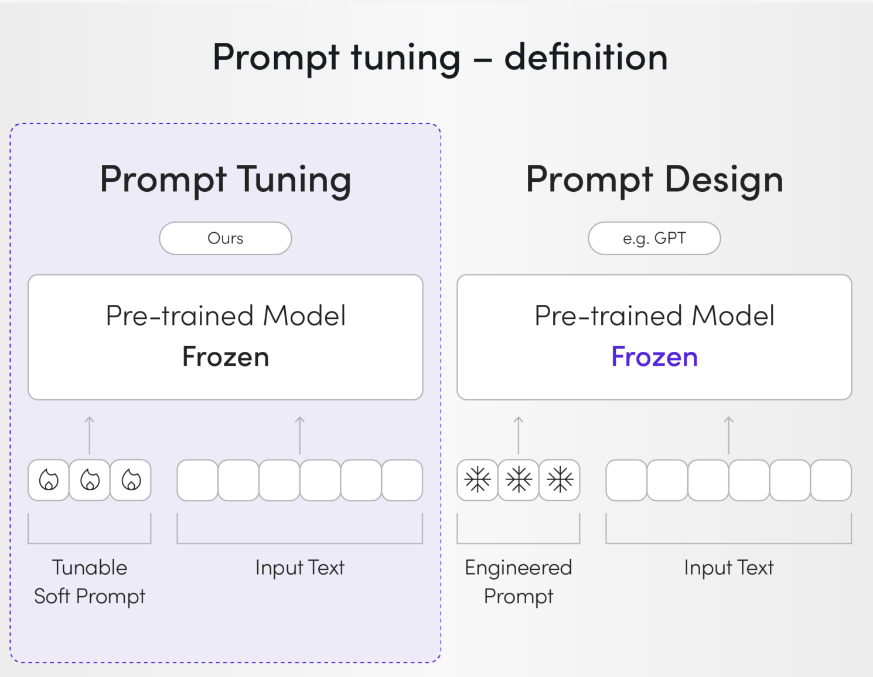 Prompt tuning – definition
Prompt Tuning
Ours
Pre-trained Model
Frozen
Tunable
Soft Prompt
Input Text
Prompt Design
e.g. GPT
Pre-trained Model
Frozen
Engineered
Prompt
Input Text